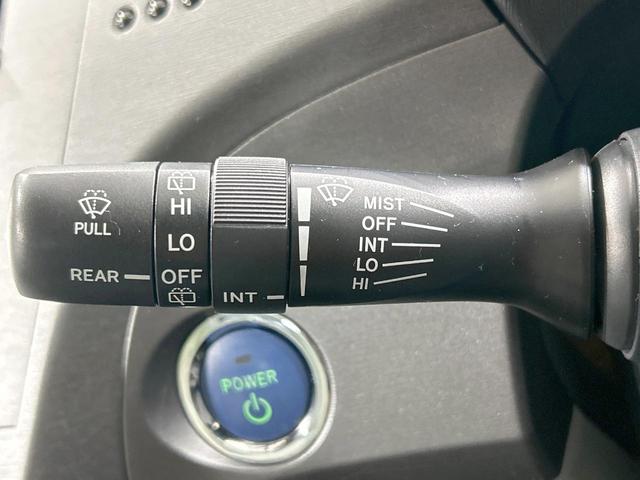 PULL
REAR
HI
LO
OFF
INT
MIST
OFF
INT
LO
HI
POWER